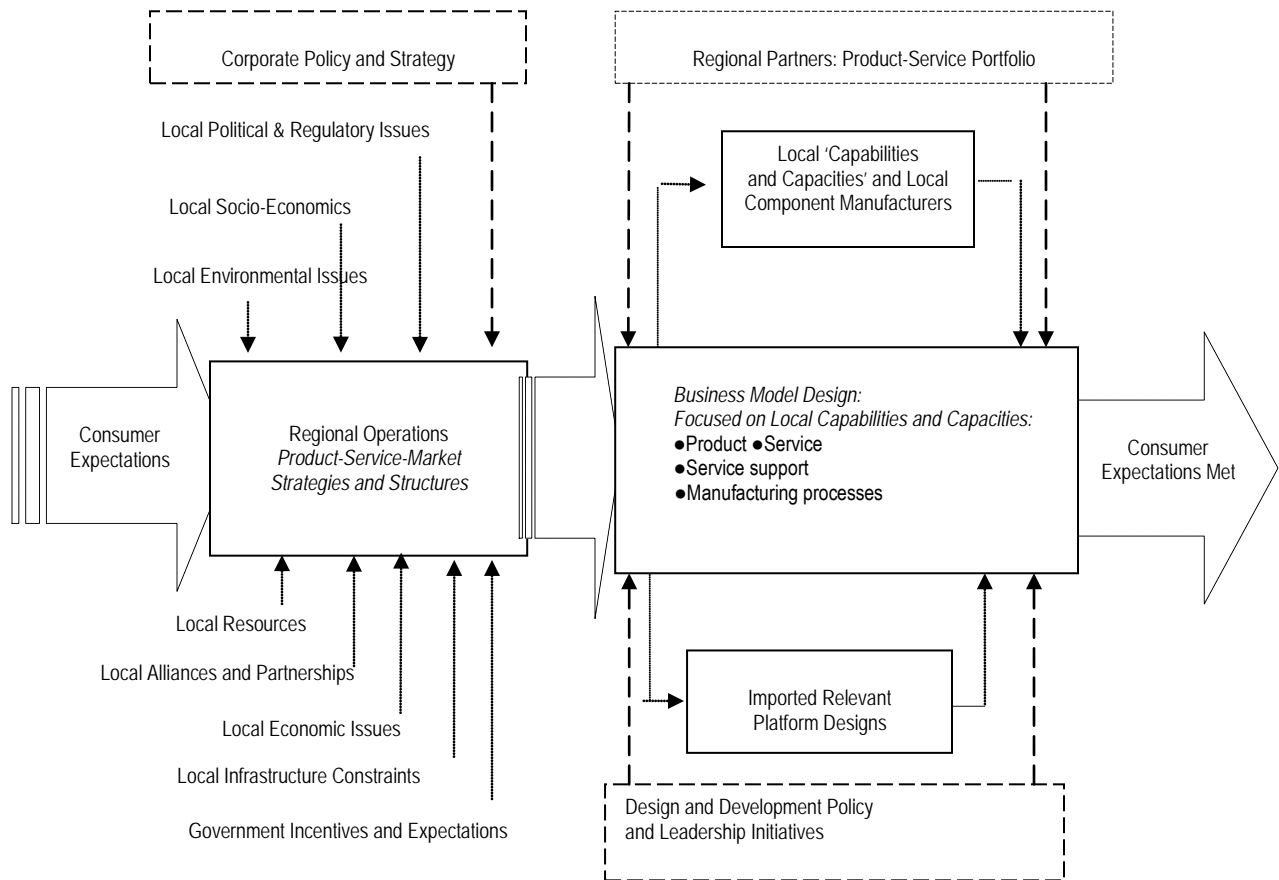 Corporate Policy and Strategy
Regional Partners: Product-Service Portfolio
Local Political & Regulatory Issues
Local Socio-Economics
Local Environmental Issues
Local ‘Capabilities
and Capacities’ and Local
Component Manufacturers
Consumer
Expectations
Regional Operations
Product-Service-Market
Strategies and Structures
Business Model Design:
Focused on Local Capabilities and Capacities:
●Product ●Service
●Service support
●Manufacturing processes
Consumer
Expectations Met
Local Resources
Local Alliances and Partnerships
Local Economic Issues
Local Infrastructure Constraints
Government Incentives and Expectations
Imported Relevant
Platform Designs
Design and Development Policy
and Leadership Initiatives